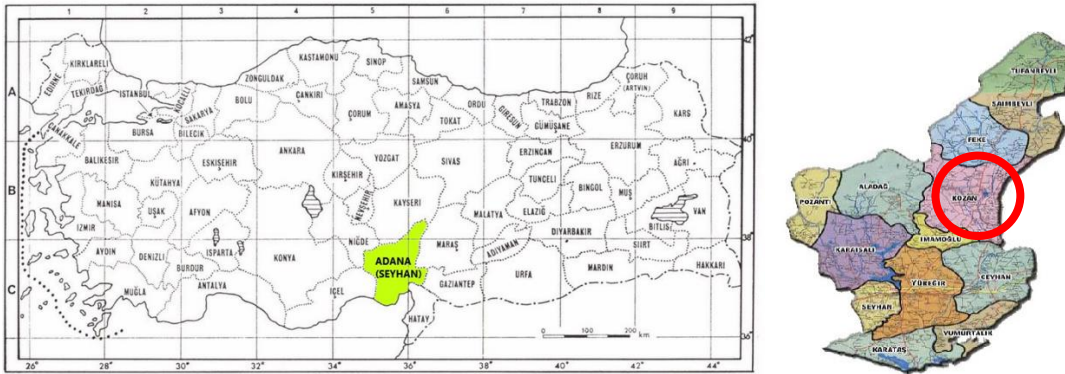 1 2 3 4 5 6 7 8 9
A
B
C
EDİRNE
KIRKLARELİ
TEKİRDAĞ
İSTANBUL
KOCAELİ
SAKARYA
BOLU
ZONGULDAK
KASTAMONU
ÇANKIRI
SİNOP
SAMSUN
AMASYA
ÇORUM
TOKAT
ORDU
GİRESUN
TRABZON
GÜMÜŞANE
RİZE
ÇORUH
(ARTVİN)
KARS
ÇANAKKALE
BURSA
BİLECİK
BALIKESİR
KÜTAHYA
ESKİŞEHİR
ANKARA
YOZGAT
SİVAS
ERZİNCAN
ERZURUM
AĞRI
MANİSA
UŞAK
AFYON
KIRŞEHİR
NEVŞEHİR
KAYSERİ
MALATYA
TUNCELİ
ELAZIĞ
BİNGÖL
MUŞ
VAN
BİTLİS
İZMİR
AYDIN
DENİZLİ
BURDUR
ISPARTA
KONYA
NİĞDE
ADANA
(SEYHAN)
MARAŞ
ADIYAMAN
DİYARBAKIR
SİİRT
HAKKARİ
MUĞLA
ANTALYA
İÇEL
GAZİANTEP
URFA
MARDİN
HATAY
40°
38°
36°
0 100 200 km
26° 28° 30° 32° 34° 36° 38° 40° 42° 44°
TUFANBEYLİ
SAİMBEYLİ
FEKE
KOZAN
ALADAĞ
POZANTI
İMAMOĞLU
KARAİSALI
CEYHAN
YÜREĞİR
SEYHAN
YUMURTALIK
KARATAŞ